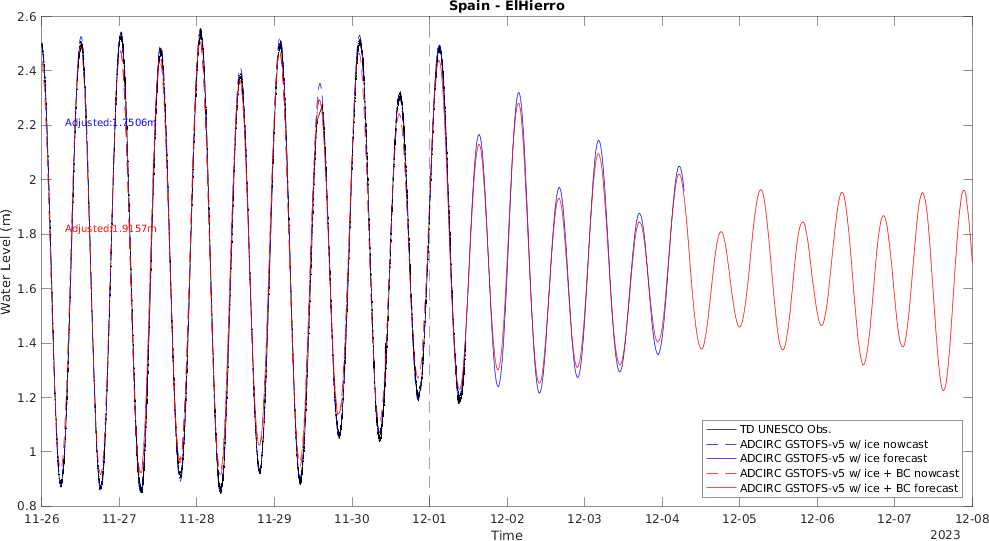 Spain - ElHierro
2.6
2.4
2.2
2
1.8
1.6
1.4
1.2
1
0.8
Water Level (m)
Adjusted:1.7506m
Adjusted:1.9157m
TD UNESCO Obs.
ADCIRC GSTOFS-v5 w/ ice nowcast
ADCIRC GSTOFS-v5 w/ ice forecast
ADCIRC GSTOFS-v5 w/ ice + BC nowcast
ADCIRC GSTOFS-v5 w/ ice + BC forecast
11-26 11-27 11-28 11-29 11-30 12-01 12-02 12-03 12-04 12-05 12-06 12-07 12-08
Time
2023